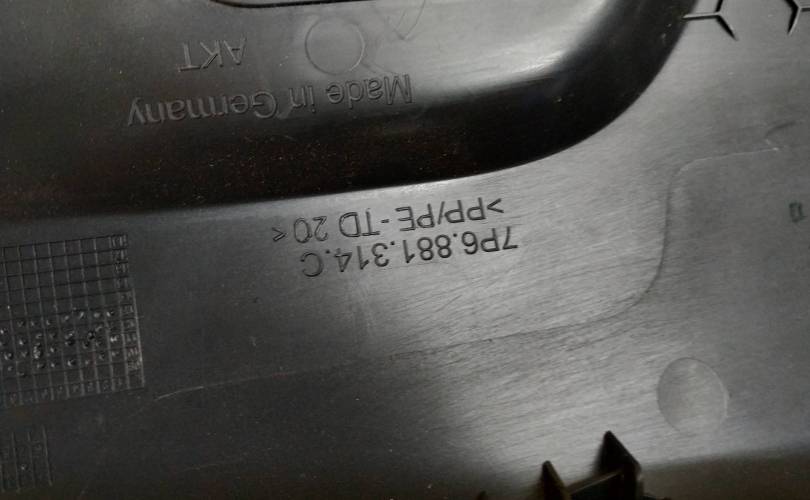 7P6.881.314.C
>PP/PE-TD 20<
Made in Germany
AKT